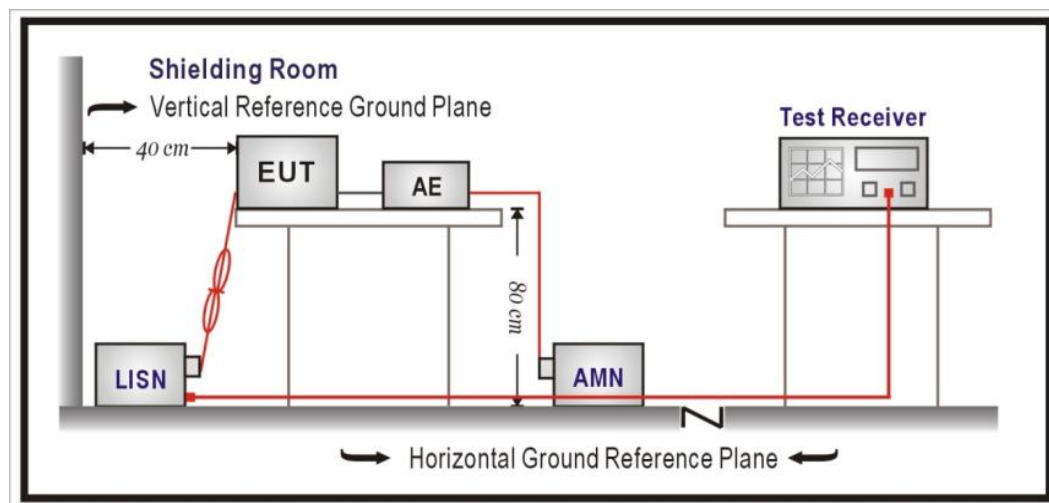 Shielding Room
Vertical Reference Ground Plane
Test Receiver
40 cm
EUT
AE
80 cm
LISN
AMN
Horizontal Ground Reference Plane